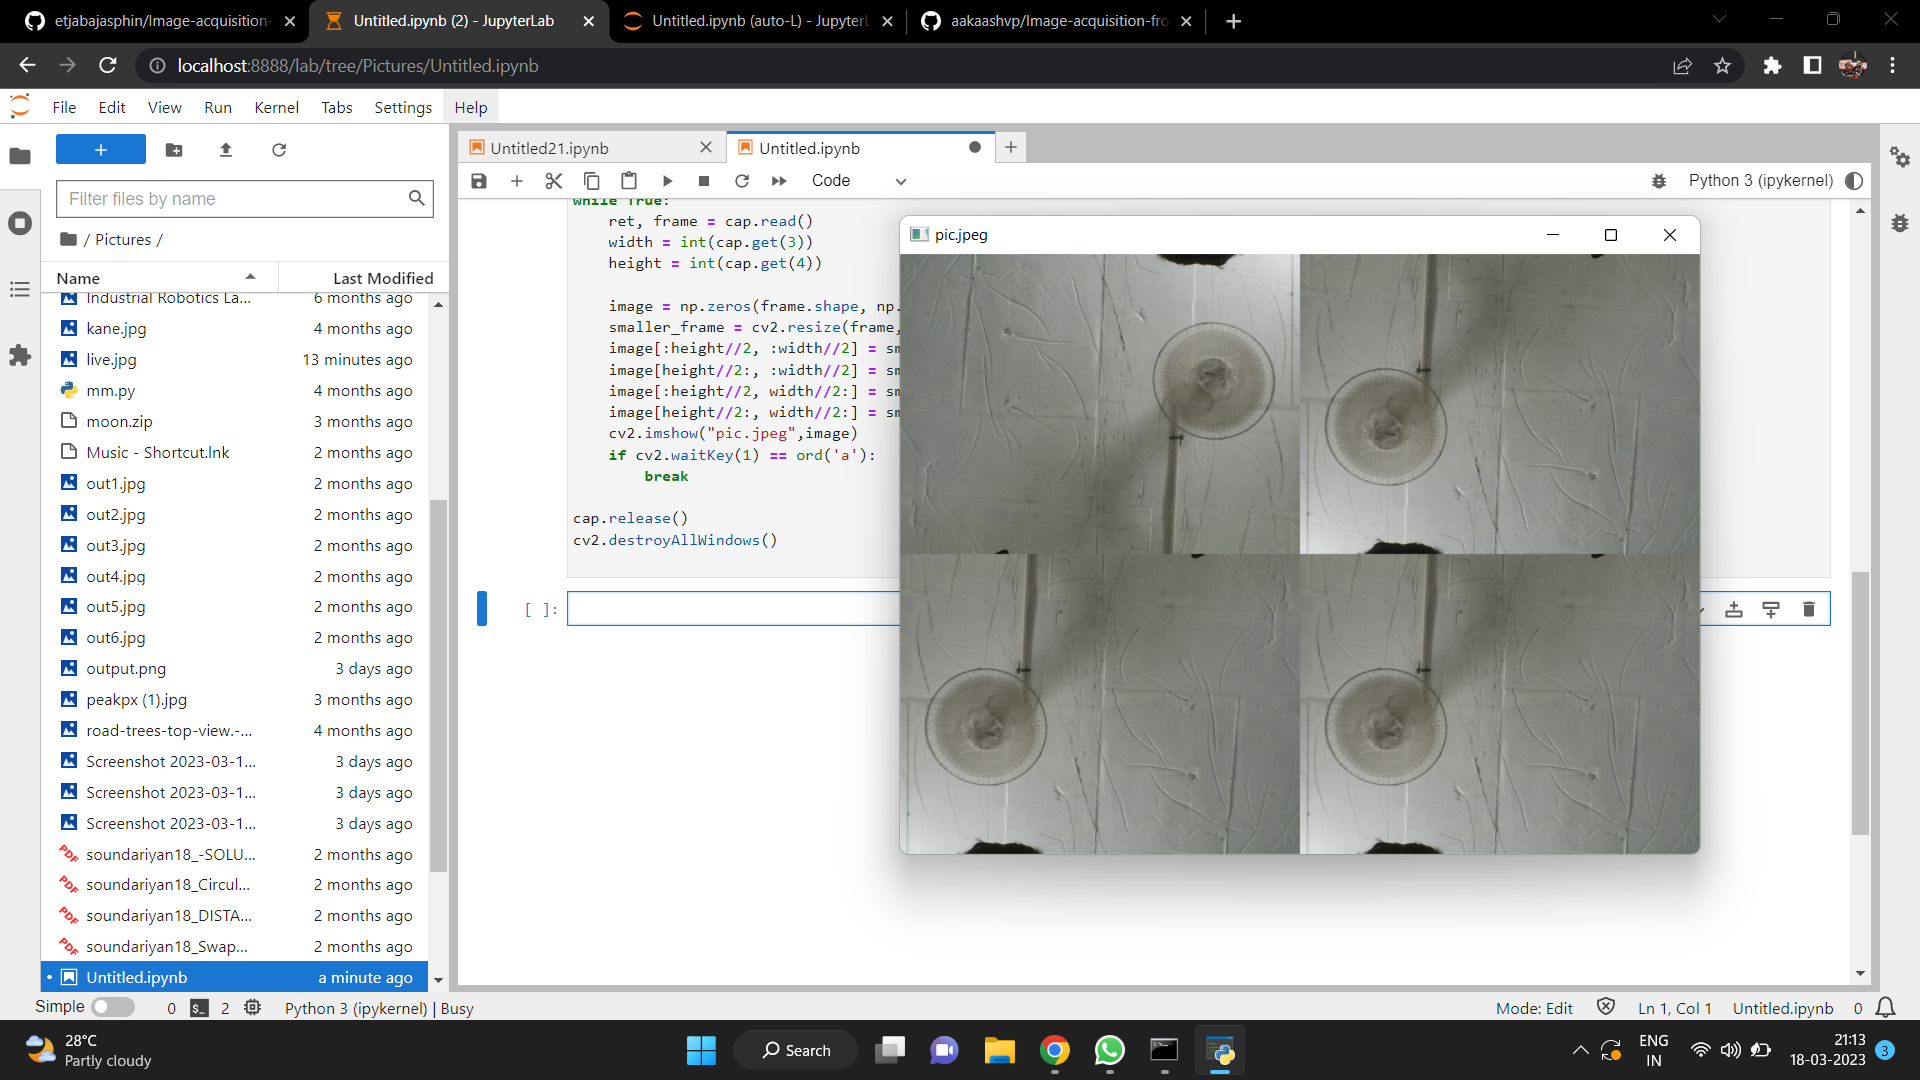 etjabajasphin/Image-acquisition-
Untitled.ipynb (2) - JupyterLab
Untitled.ipynb (auto-L) - JupyterL
aakaashvp/Image-acquisition-fro
localhost:8888/lab/tree/Pictures/Untitled.ipynb
File Edit View Run Kernel Tabs Settings Help
Filter files by name
/ Pictures /
Name Last Modified
Industrial Robotics La... 6 months ago
kane.jpg 4 months ago
live.jpg 13 minutes ago
mm.py 4 months ago
moon.zip 3 months ago
Music - Shortcut.lnk 2 months ago
out1.jpg 2 months ago
out2.jpg 2 months ago
out3.jpg 2 months ago
out4.jpg 2 months ago
out5.jpg 2 months ago
out6.jpg 2 months ago
output.png 3 days ago
peakpx (1).jpg 3 months ago
road-trees-top-view.-... 4 months ago
Screenshot 2023-03-1... 3 days ago
Screenshot 2023-03-1... 3 days ago
Screenshot 2023-03-1... 3 days ago
soundariyan18_-SOLU... 2 months ago
soundariyan18_Circul... 2 months ago
soundariyan18_DISTA... 2 months ago
soundariyan18_Swap... 2 months ago
Untitled.ipynb a minute ago
Untitled21.ipynb
Untitled.ipynb
Code
Python 3 (ipykernel)
while True:
ret, frame = cap.read()
width = int(cap.get(3))
height = int(cap.get(4))
image = np.zeros(frame.shape, np.
smaller_frame = cv2.resize(frame,
image[:height//2, :width//2] = sm
image[height//2:, :width//2] = sm
image[:height//2, width//2:] = sm
image[height//2:, width//2:] = sm
cv2.imshow("pic.jpeg",image)
if cv2.waitKey(1) == ord('a'):
break
cap.release()
cv2.destroyAllWindows()
[ ]:
pic.jpeg
Simple 0 2 Python 3 (ipykernel) | Busy
Mode: Edit Ln 1, Col 1 Untitled.ipynb 0
28°C
Partly cloudy
Search
ENG
IN
21:13
18-03-2023
3